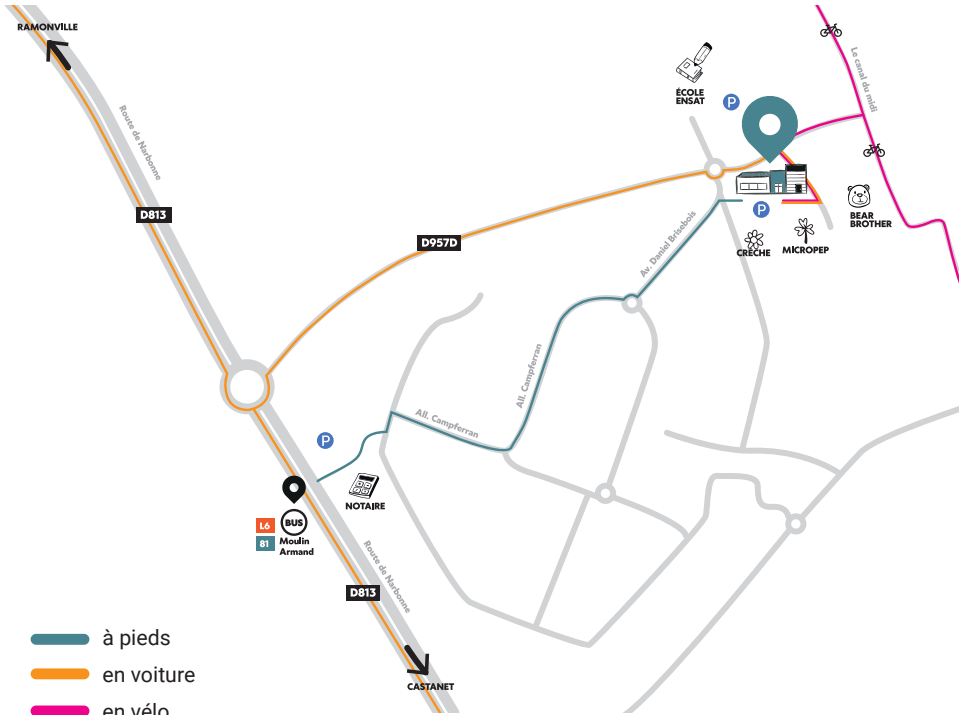 RAMONVILLE
Route de Narbonne
Le canal du midi
ÉCOLE
ENSAT
P
D813
D957D
Av. Daniel Brisebois
P
CRÈCHE
MICROPEP
BEAR
BROTHER
All. Campferran
All. Campferran
P
NOTAIRE
L6
81
BUS
Moulin
Armand
Route de Narbonne
D813
CASTANET
à pieds
en voiture
en vélo